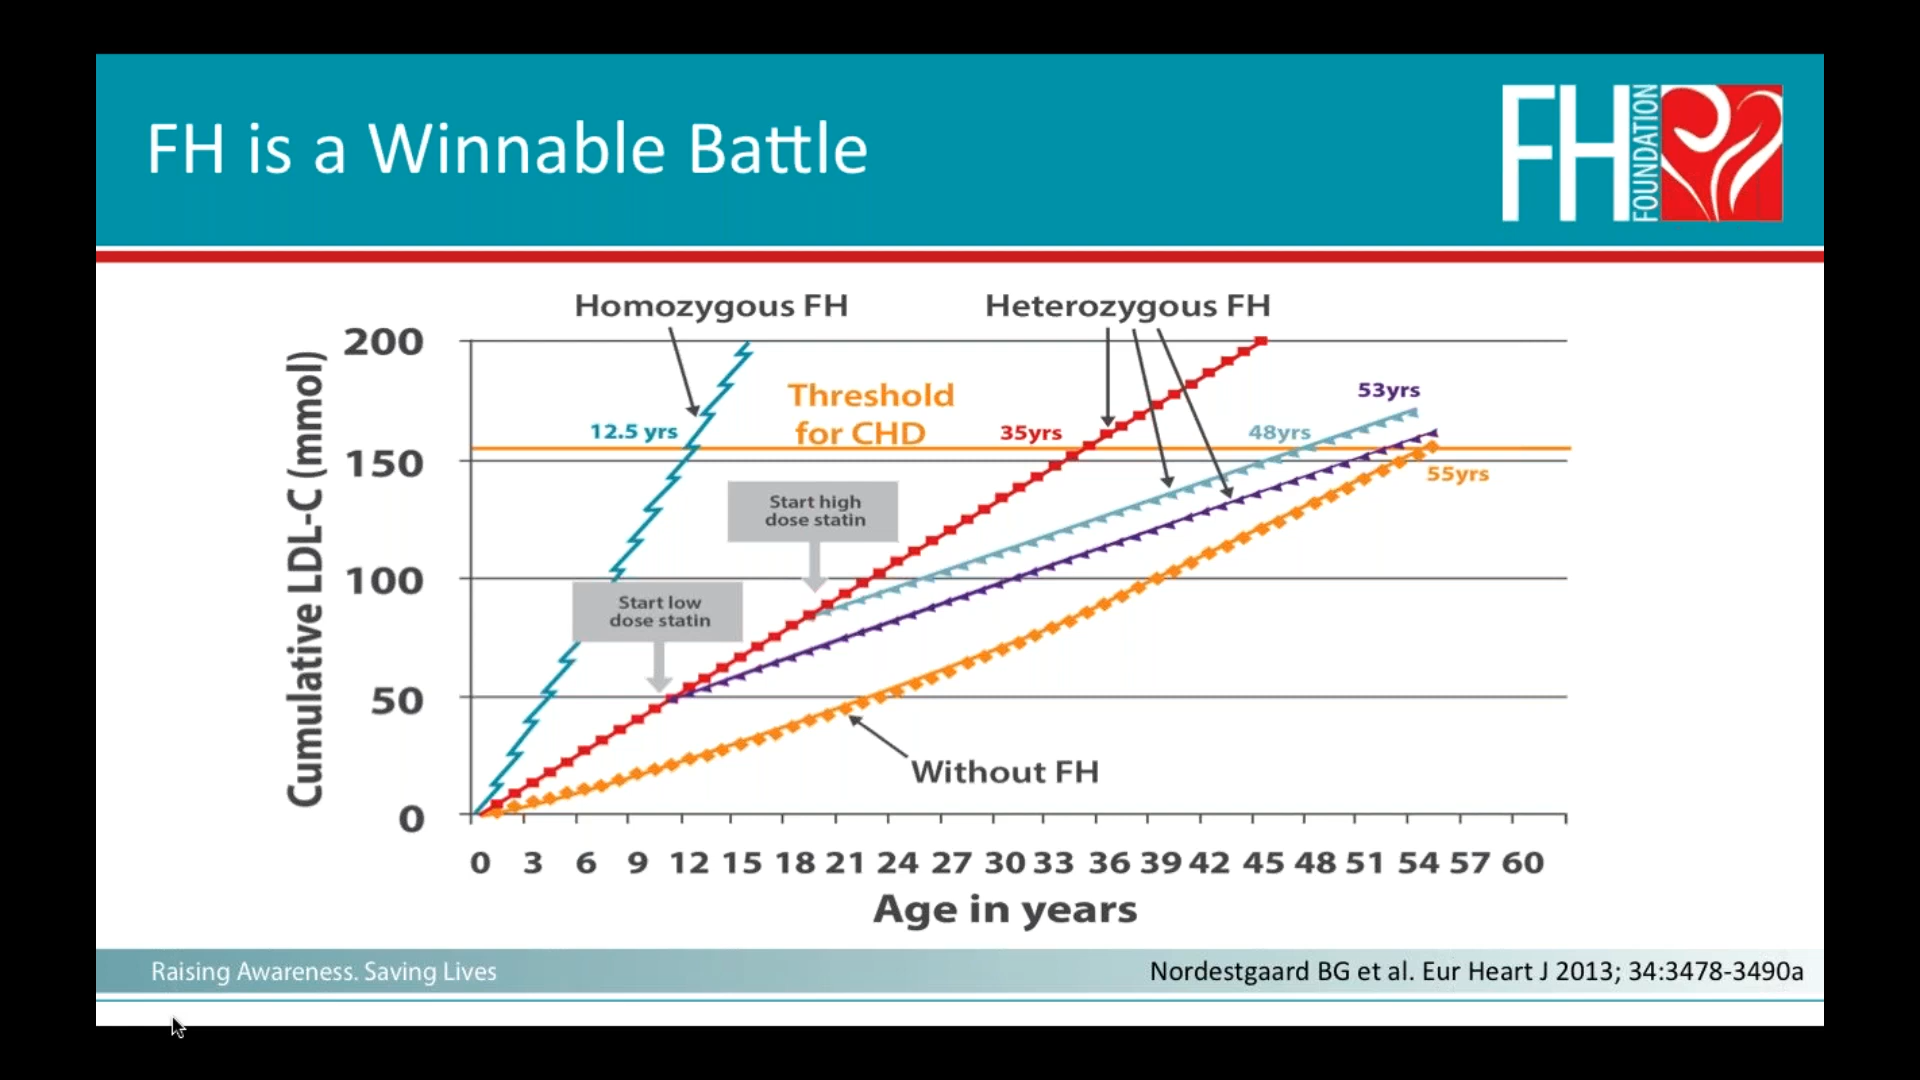 FH is a Winnable Battle
FH
FOUNDATION
Homozygous FH
Heterozygous FH
Cumulative LDL-C (mmol)
200
150
100
50
0
Threshold
for CHD
12.5 yrs
35yrs
48yrs
53yrs
55yrs
Start high
dose statin
Start low
dose statin
Without FH
0 3 6 9 12 15 18 21 24 27 30 33 36 39 42 45 48 51 54 57 60
Age in years
Raising Awareness. Saving Lives
Nordestgaard BG et al. Eur Heart J 2013; 34:3478-3490a